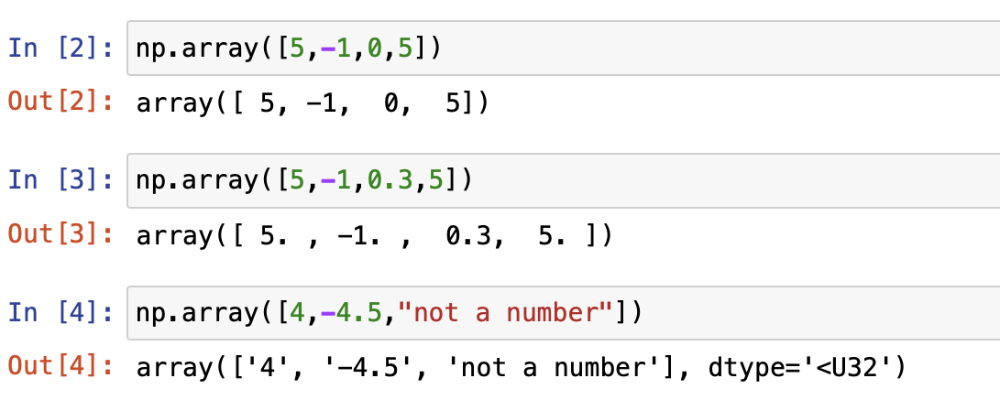 In [2]: np.array([5,-1,0,5])
Out[2]: array([ 5, -1,  0,  5])
In [3]: np.array([5,-1,0.3,5])
Out[3]: array([ 5. , -1. ,  0.3,  5. ])
In [4]: np.array([4,-4.5,"not a number"])
Out[4]: array(['4', '-4.5', 'not a number'], dtype='<U32')